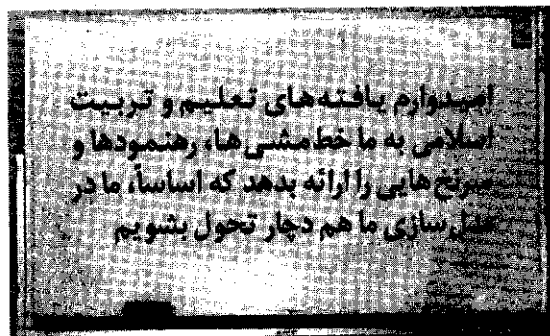 امیدوارم یافته‌های تعلیم و تربیت
اسلامی به ما خط‌مشی‌ها، رهنمودها و
سرنخ‌هایی را ارائه بدهد که اساساً، ما در
مدل‌سازی ما هم دچار تحول بشویم